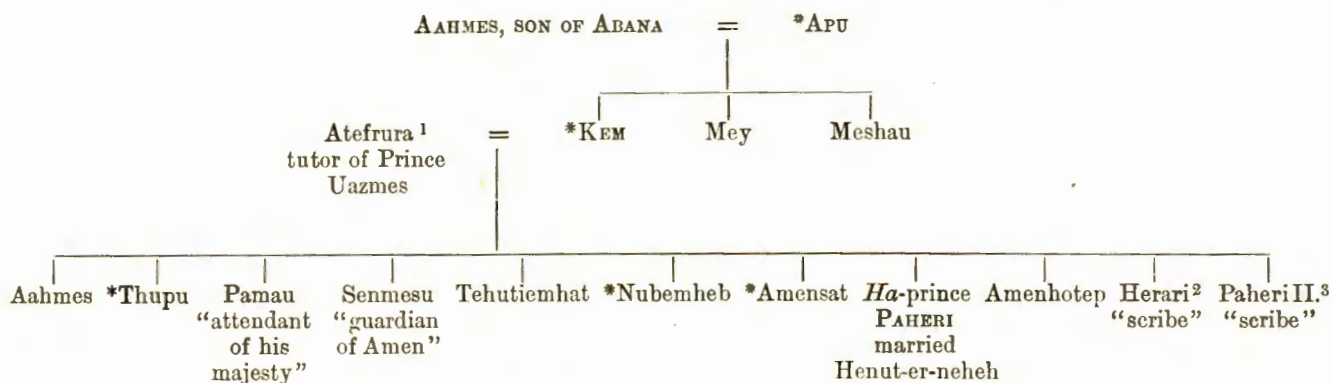 AAHMES, SON OF ABANA = *APU
Atefrura ¹ = *KEM Mey Meshau
tutor of Prince
Uazmes
Aahmes *Thupu Pamau Senmesu Tehutiemhat *Nubemheb *Amensat Ha-prince Amenhotep Herari² Paheri II.³
"attendant "guardian PAHERI "scribe" "scribe"
of his of Amen" married
majesty" Henut-er-neheh